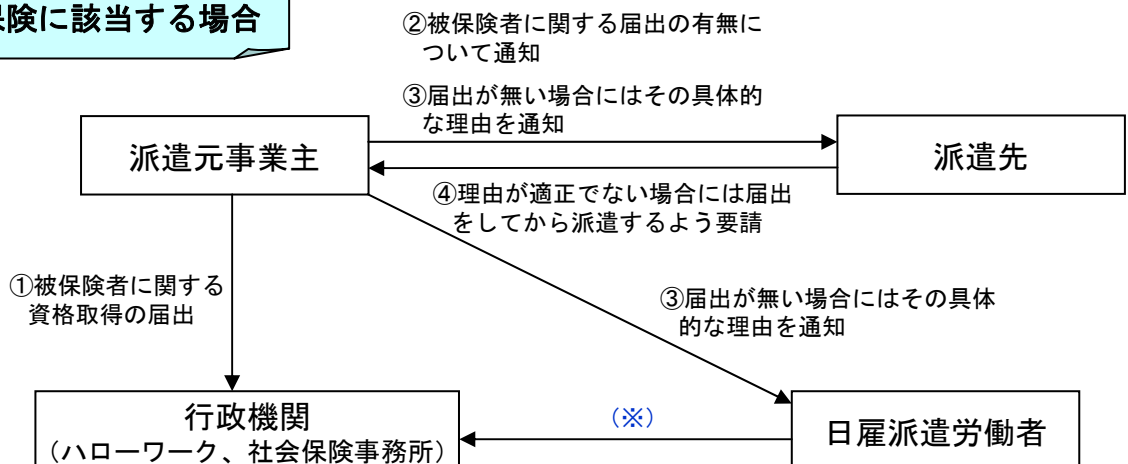 険に該当する場合
②被保険者に関する届出の有無に
ついて通知
③届出が無い場合にはその具体的
な理由を通知
派遣元事業主
派遣先
④理由が適正でない場合には届出
をしてから派遣するよう要請
①被保険者に関する
資格取得の届出
③届出が無い場合にはその具体
的な理由を通知
行政機関
(ハローワーク、社会保険事務所)
(※)
日雇派遣労働者